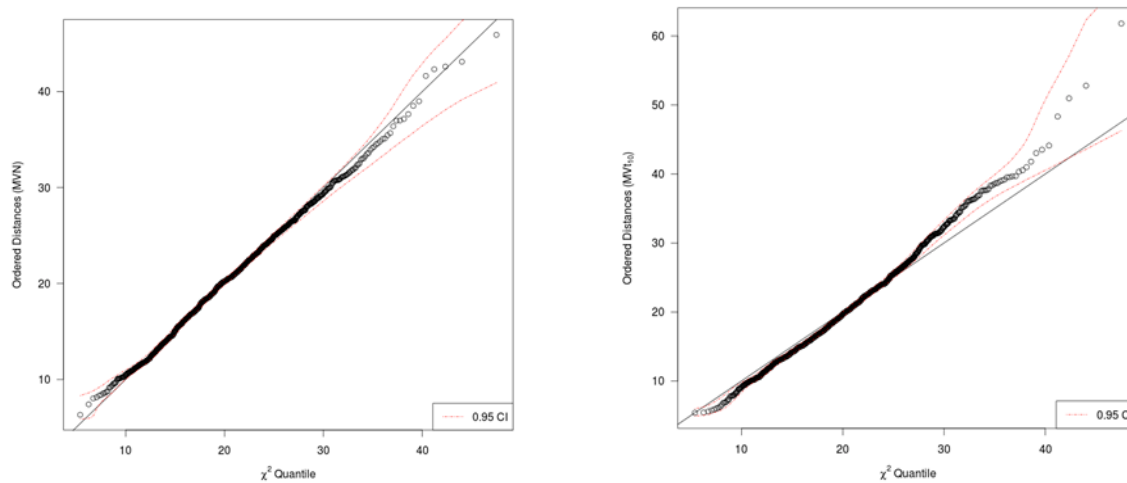 Ordered Distances (MVN)
40
30
20
10
0.95 CI
10 20 30 40
χ² Quantile
Ordered Distances (MVt₁₀)
60
50
40
30
20
10
0.95 C
10 20 30 40
χ² Quantile